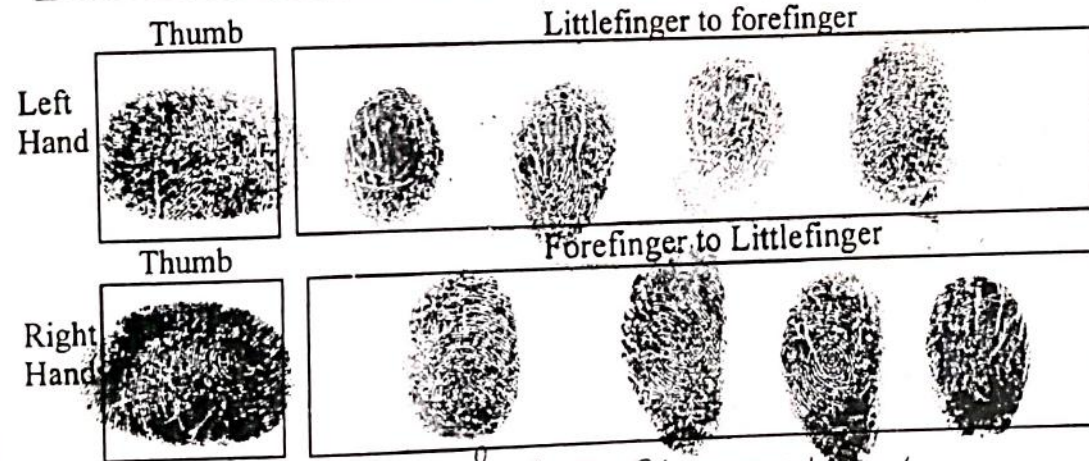 Thumb
Littlefinger to forefinger
Left
Hand
Thumb
Forefinger to Littlefinger
Right
Hand